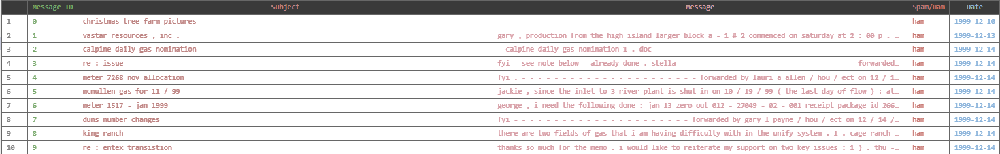 Message ID Subject Message Spam/Ham Date
1 0 christmas tree farm pictures ham 1999-12-10
2 1 vastar resources , inc . gary , production from the high island larger block a - 1 # 2 commenced on saturday at 2 : 00 p . … ham 1999-12-13
3 2 calpine daily gas nomination - calpine daily gas nomination 1 . doc ham 1999-12-14
4 3 re : issue fyi - see note below - already done . stella - - - - - - - - - - - - - - - - - - - - - - forwarded… ham 1999-12-14
5 4 meter 7268 nov allocation fyi . - - - - - - - - - - - - - - - - - - - - - - forwarded by lauri a allen / hou / ect on 12 / 1… ham 1999-12-14
6 5 mcmullen gas for 11 / 99 jackie , since the inlet to 3 river plant is shut in on 10 / 19 / 99 ( the last day of flow ) : at… ham 1999-12-14
7 6 meter 1517 - jan 1999 george , i need the following done : jan 13 zero out 012 - 27049 - 02 - 001 receipt package id 266… ham 1999-12-14
8 7 duns number changes fyi - - - - - - - - - - - - - - - - - - - - - - forwarded by gary l payne / hou / ect on 12 / 14 /… ham 1999-12-14
9 8 king ranch there are two fields of gas that i am having difficulty with in the unify system . 1 . cage ranch … ham 1999-12-14
10 9 re : entex transistion thanks so much for the memo . i would like to reiterate my support on two key issues : 1 ) . thu -… ham 1999-12-14